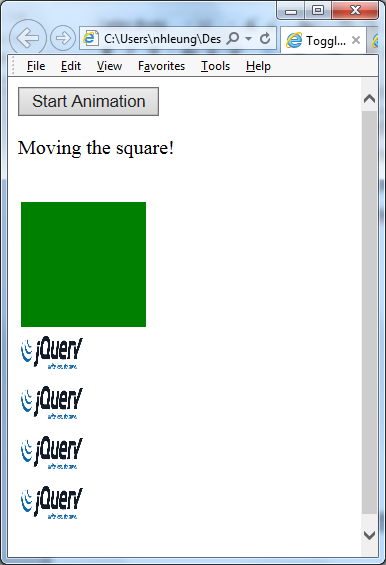 C:\Users\nhleung\Des
Toggl...
File Edit View Favorites Tools Help
Start Animation
Moving the square!
jQuery
jQuery
jQuery
jQuery